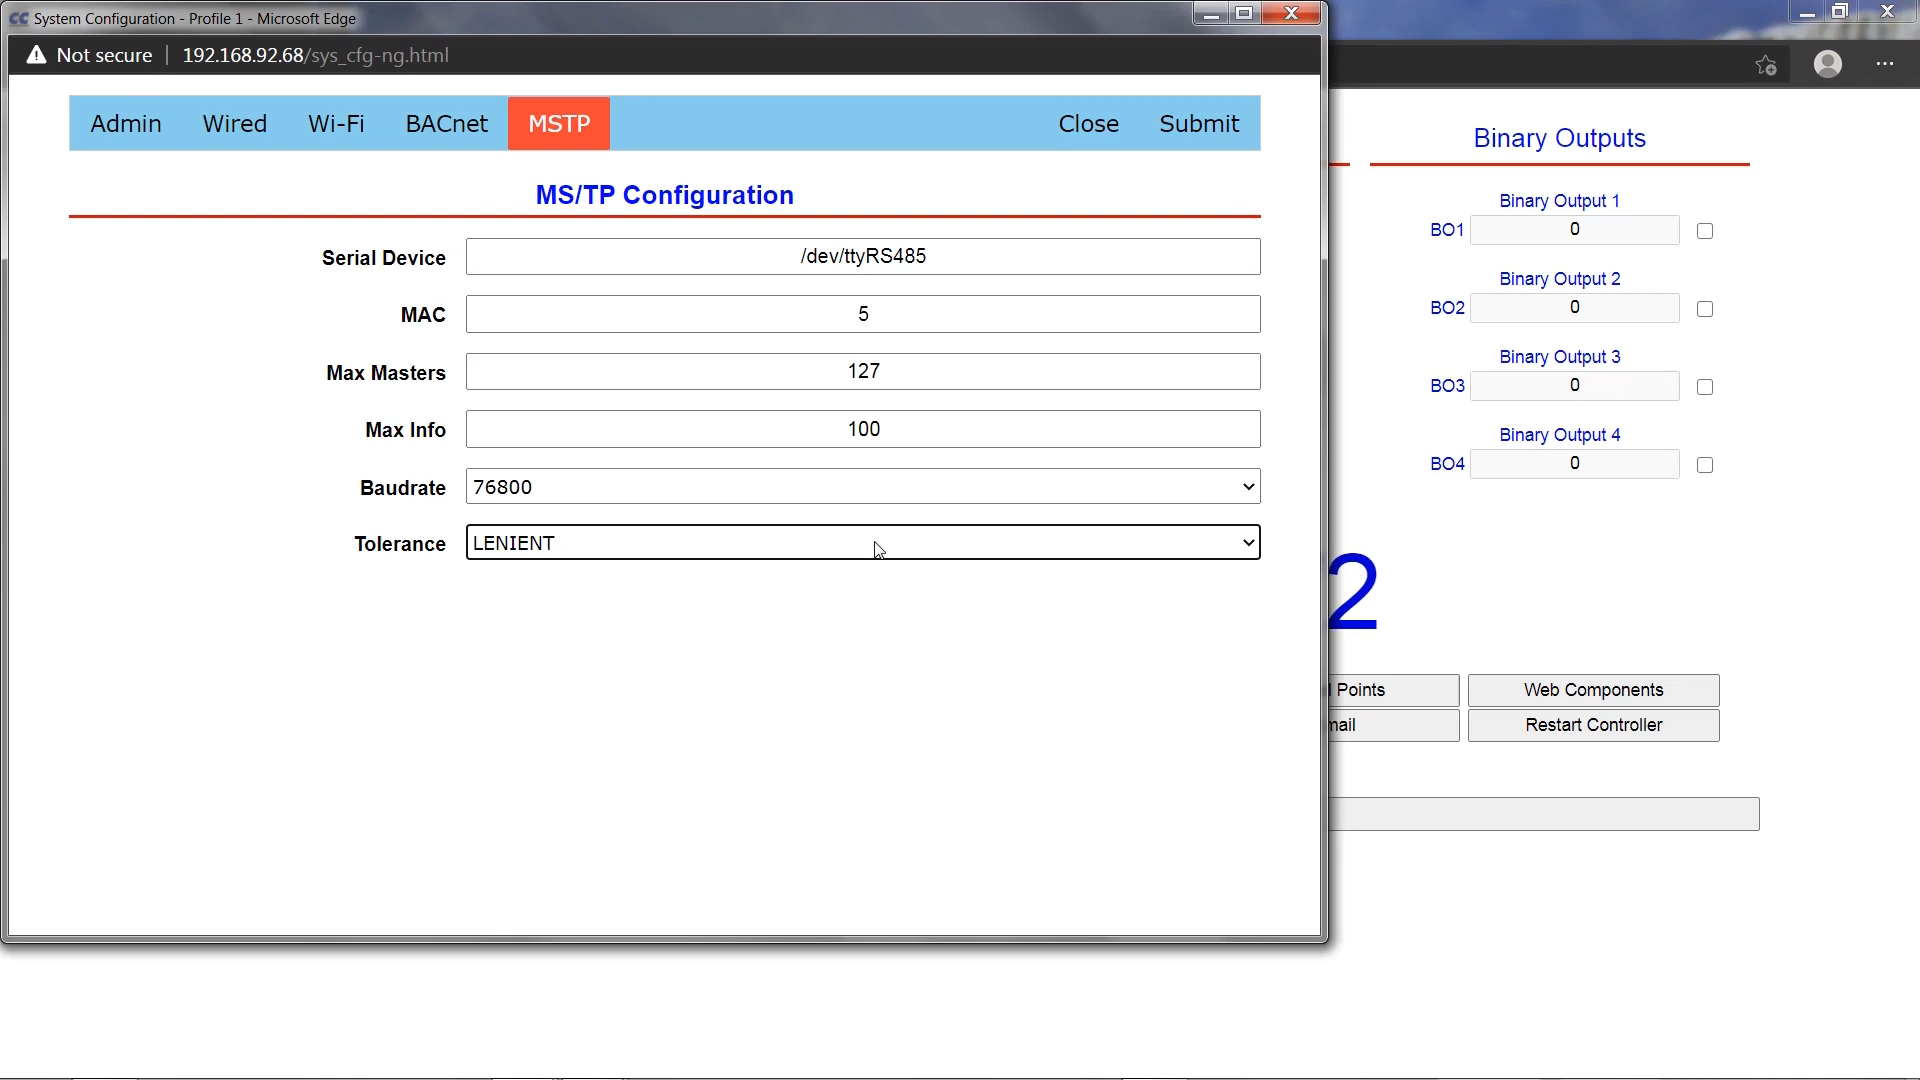 CC System Configuration - Profile 1 - Microsoft Edge
Not secure | 192.168.92.68/sys_cfg-ng.html
Admin Wired Wi-Fi BACnet MSTP Close Submit
MS/TP Configuration
Serial Device /dev/ttyRS485
MAC 5
Max Masters 127
Max Info 100
Baudrate 76800
Tolerance LENIENT
Binary Outputs
Binary Output 1
BO1 0
Binary Output 2
BO2 0
Binary Output 3
BO3 0
Binary Output 4
BO4 0
2
Points Web Components
mail Restart Controller